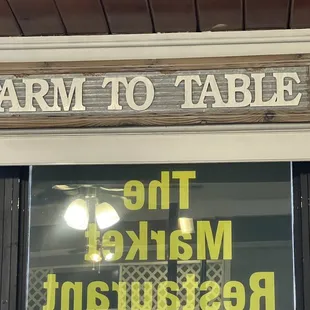 ARM TO TABLE
The
Market
Restaurant